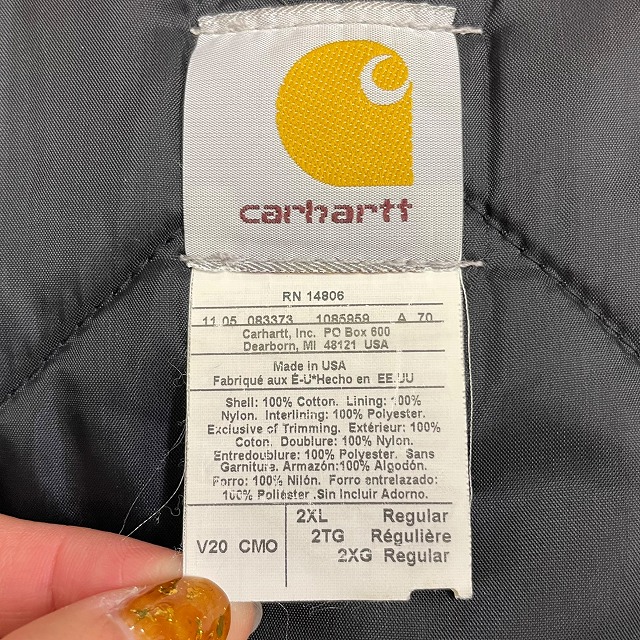 carhartt
RN 14806
11 05 083373 1085959 A 70
Carhartt, Inc. PO Box 600
Dearborn, MI 48121 USA
Made in USA
Fabriqué aux É-U*Hecho en EE.UU
Shell: 100% Cotton. Lining: 100%
Nylon. Interlining: 100% Polyester.
Exclusive of Trimming. Extérieur: 100%
Coton. Doublure: 100% Nylon.
Entredoublure: 100% Polyester. Sans
Garniture. Armazón:100% Algodón.
Forro: 100% Nilón. Forro entrelazado:
100% Poliéster .Sin Incluir Adorno.
V20 CMO
2XL Regular
2TG Régulière
2XG Regular